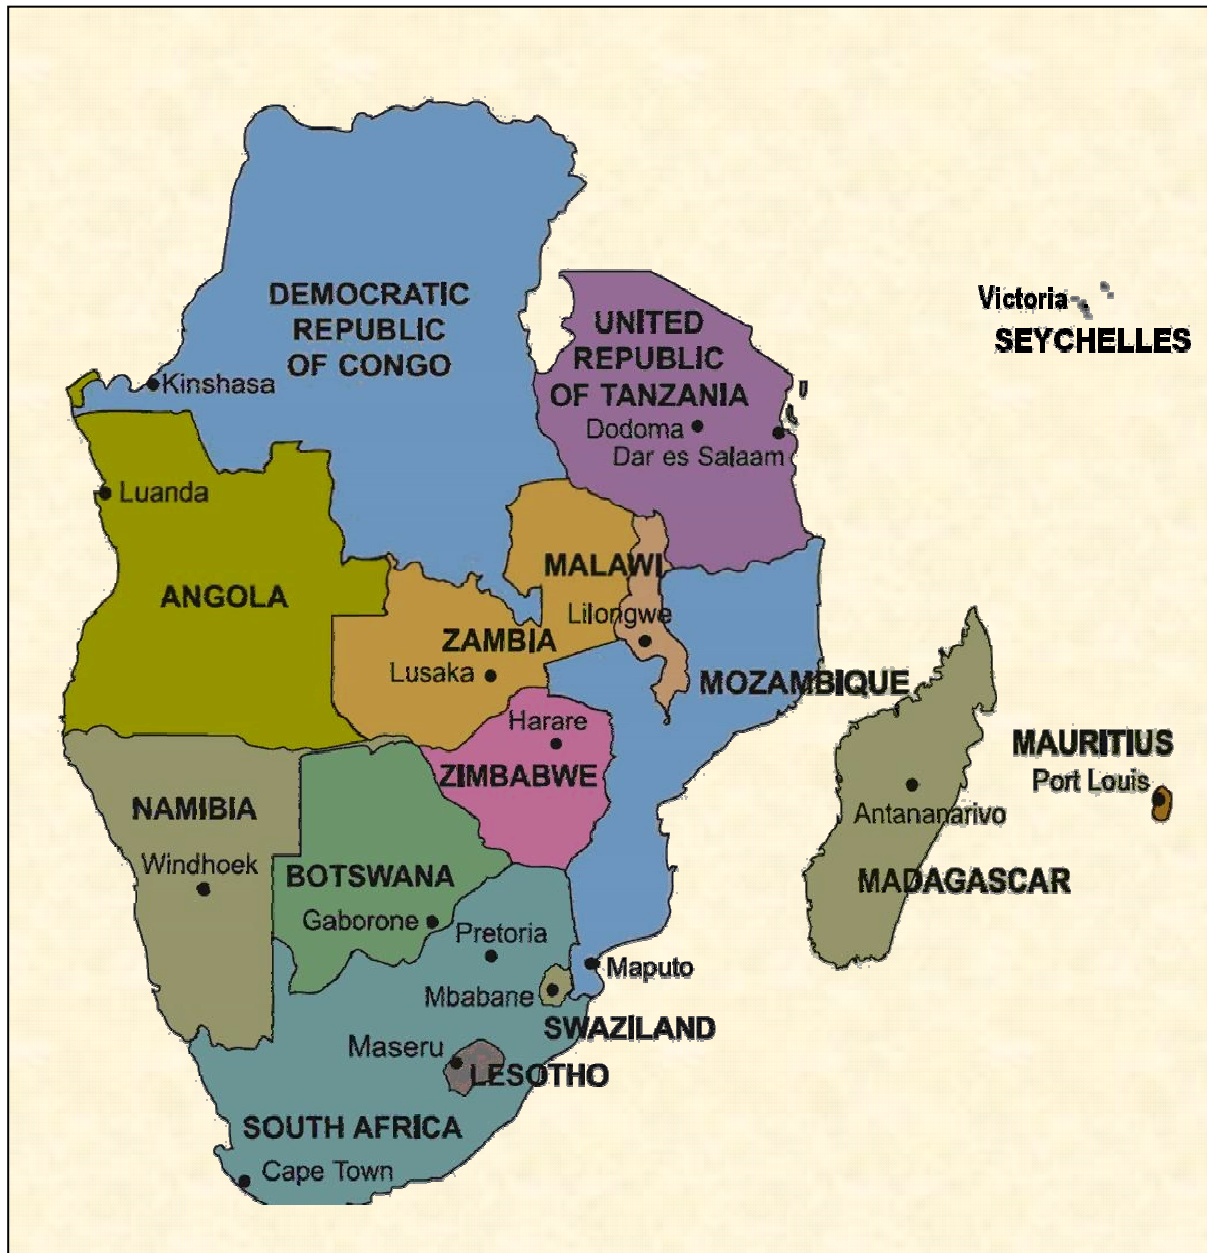 DEMOCRATIC
REPUBLIC
OF CONGO
Kinshasa
UNITED
REPUBLIC
OF TANZANIA
Dodoma
Dar es Salaam
Victoria
SEYCHELLES
Luanda
ANGOLA
MALAWI
Lilongwe
ZAMBIA
Lusaka
MOZAMBIQUE
Harare
ZIMBABWE
MAURITIUS
Port Louis
Antananarivo
MADAGASCAR
NAMIBIA
Windhoek
BOTSWANA
Gaborone
Pretoria
Maputo
Mbabane
SWAZILAND
Maseru
LESOTHO
SOUTH AFRICA
Cape Town